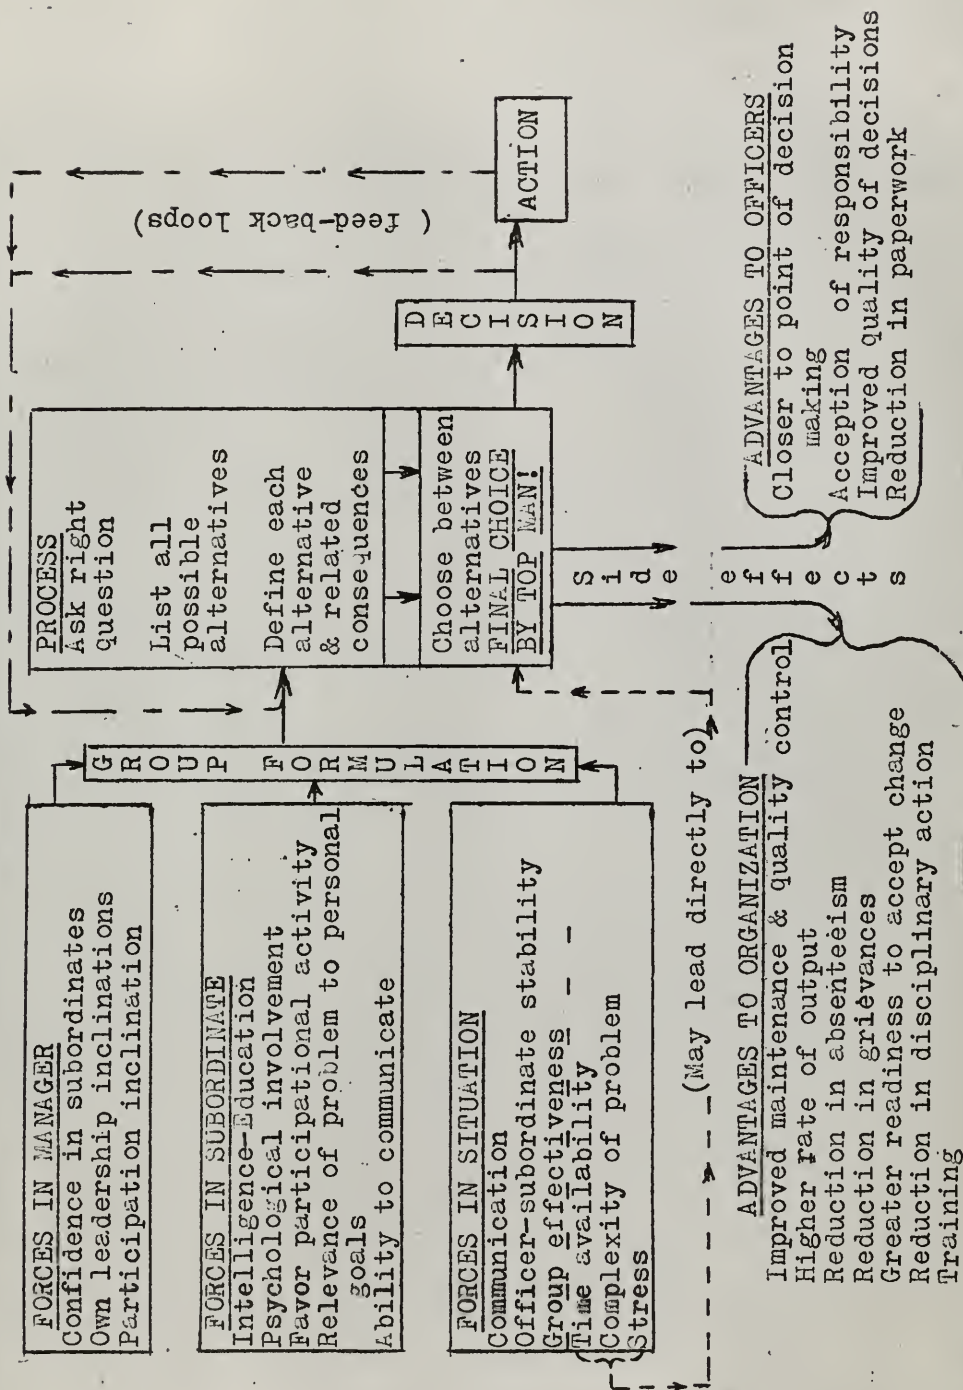 FORCES IN MANAGER
Confidence in subordinates
Own leadership inclinations
Participation inclination
FORCES IN SUBORDINATE
Intelligence-Education
Psychological involvement
Favor participational activity
Relevance of problem to personal
goals
Ability to communicate
FORCES IN SITUATION
Communication
Officer-subordinate stability
Group effectiveness
Time availability
Complexity of problem
Stress
GROUP FORMULATION
PROCESS
Ask right
question
List all
possible
alternatives
Define each
alternative
& related
consequences
Choose between
alternatives
FINAL CHOICE
BY TOP MAN!
DECISION
ACTION
( feed-back loops)
(May lead directly to)
Side effects
ADVANTAGES TO ORGANIZATION
Improved maintenance & quality control
Higher rate of output
Reduction in absenteeism
Reduction in grievances
Greater readiness to accept change
Reduction in disciplinary action
Training
ADVANTAGES TO OFFICERS
Closer to point of decision
making
Acception of responsibility
Improved quality of decisions
Reduction in paperwork